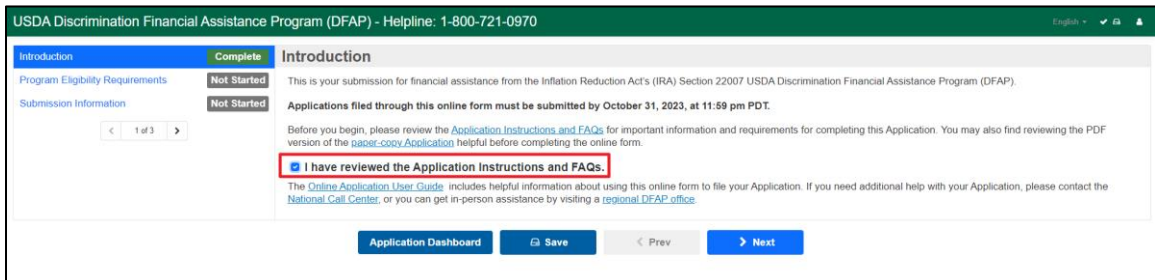 USDA Discrimination Financial Assistance Program (DFAP) - Helpline: 1-800-721-0970
English
Introduction Complete
Program Eligibility Requirements Not Started
Submission Information Not Started
< 1 of 3 >
Introduction
This is your submission for financial assistance from the Inflation Reduction Act's (IRA) Section 22007 USDA Discrimination Financial Assistance Program (DFAP).
Applications filed through this online form must be submitted by October 31, 2023, at 11:59 pm PDT.
Before you begin, please review the Application Instructions and FAQs for important information and requirements for completing this Application. You may also find reviewing the PDF
version of the paper-copy Application helpful before completing the online form.
I have reviewed the Application Instructions and FAQs.
The Online Application User Guide includes helpful information about using this online form to file your Application. If you need additional help with your Application, please contact the
National Call Center, or you can get in-person assistance by visiting a regional DFAP office.
Application Dashboard Save < Prev > Next